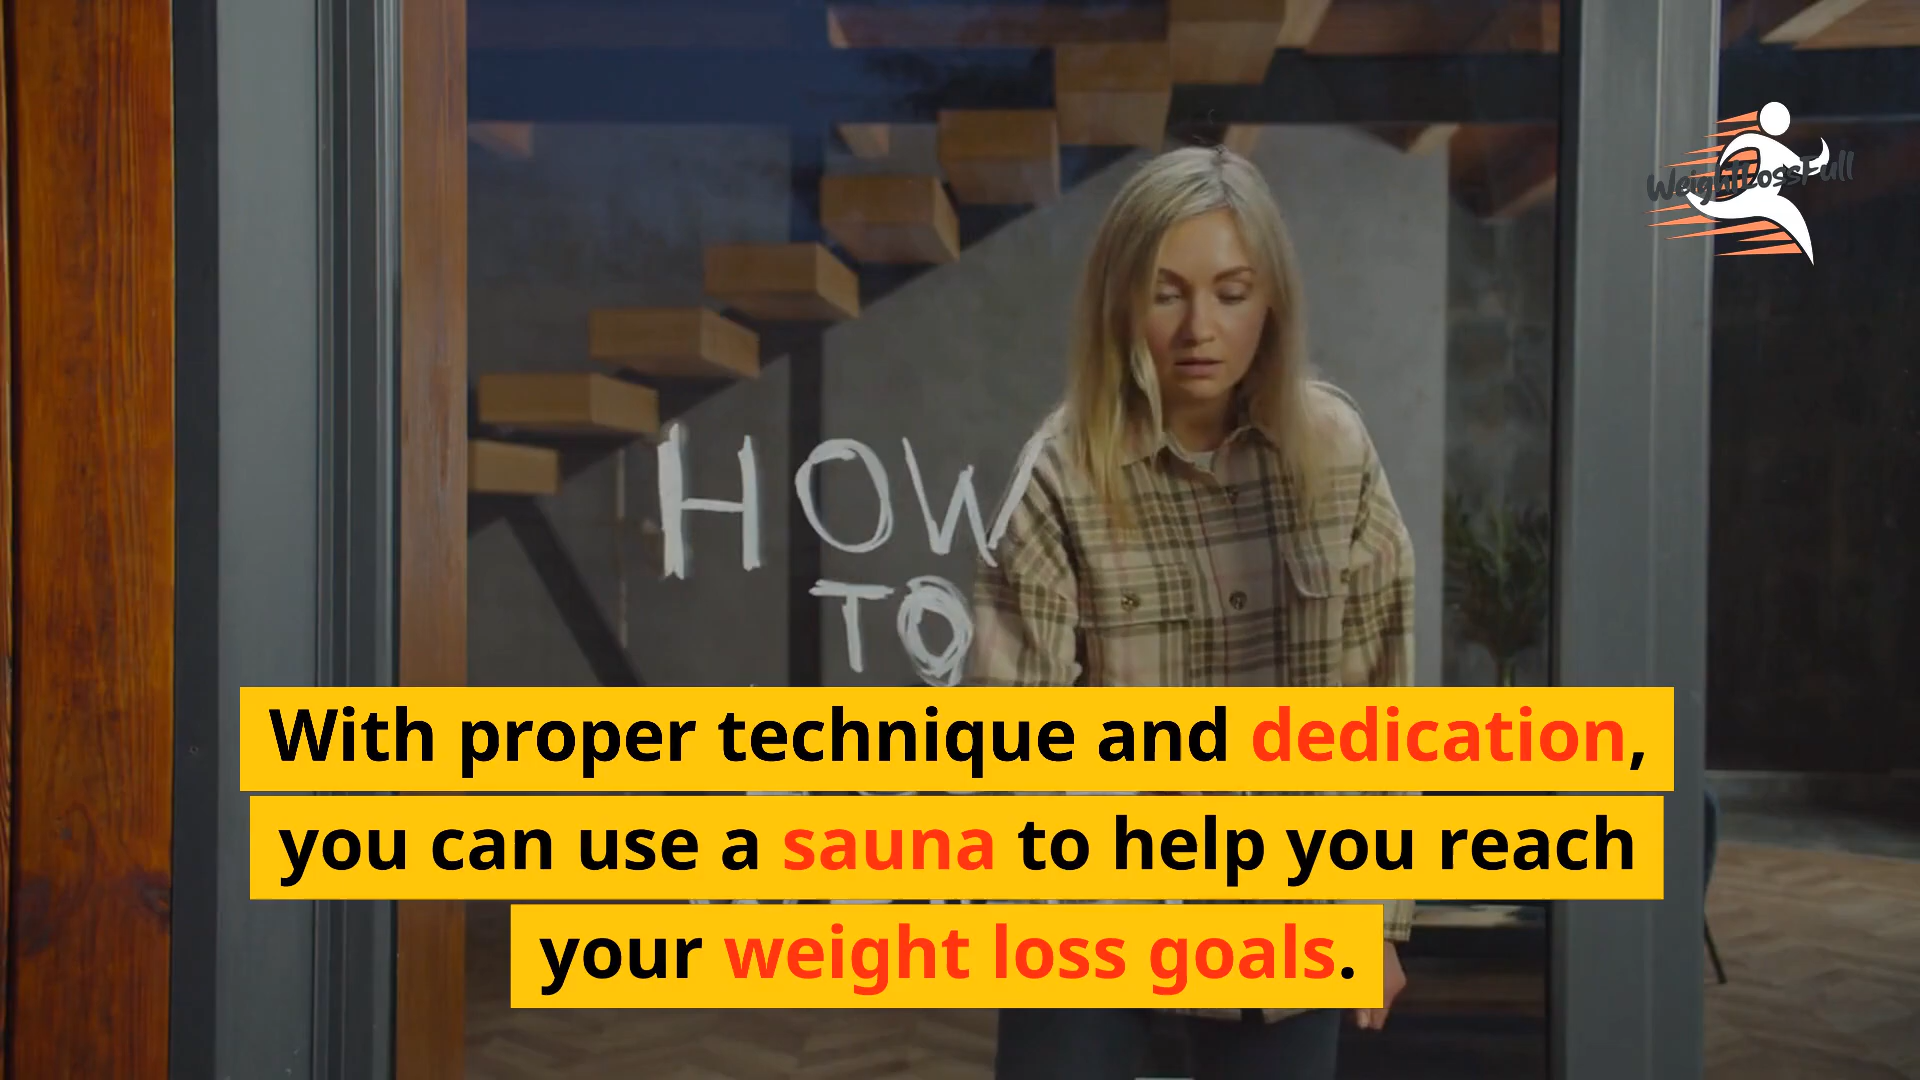 WeightLossFull
HOW
TO
With proper technique and dedication,
you can use a sauna to help you reach
your weight loss goals.